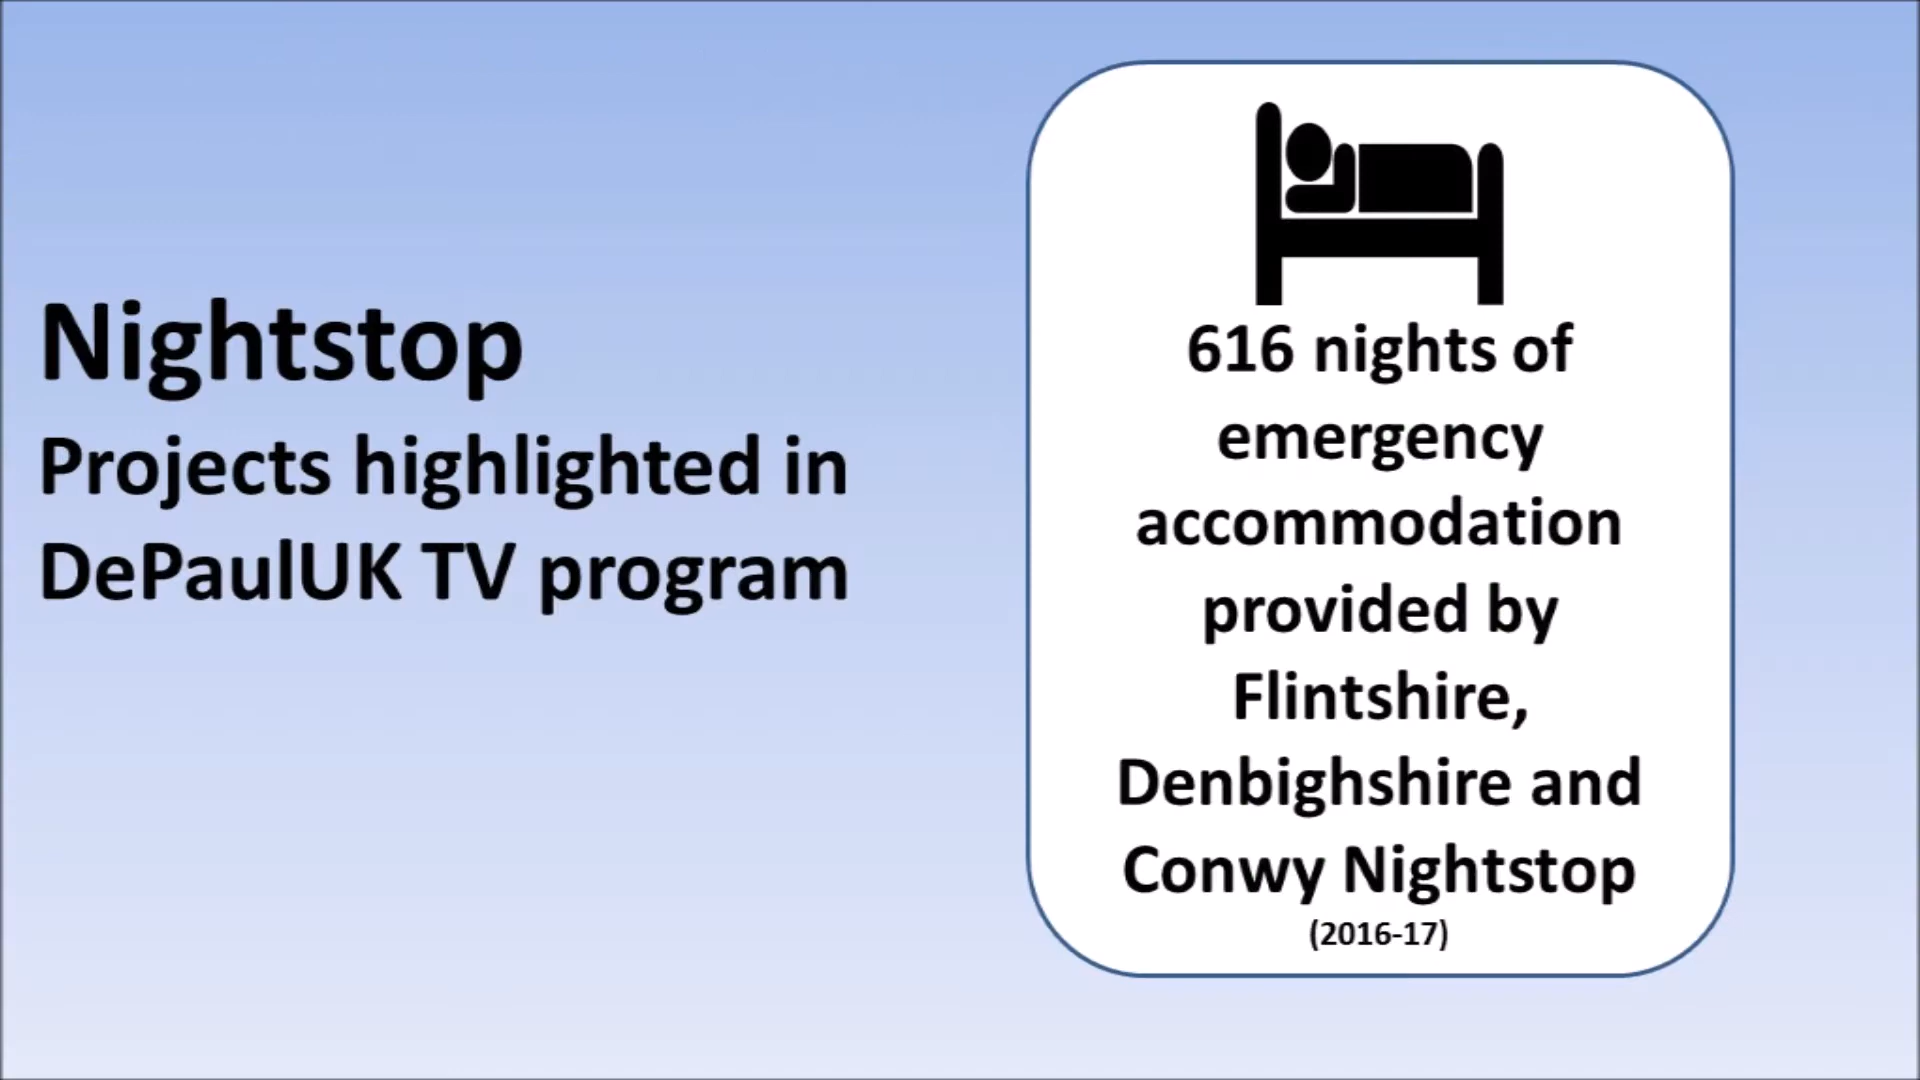 Nightstop
Projects highlighted in
DePaulUK TV program
616 nights of
emergency
accommodation
provided by
Flintshire,
Denbighshire and
Conwy Nightstop
(2016-17)